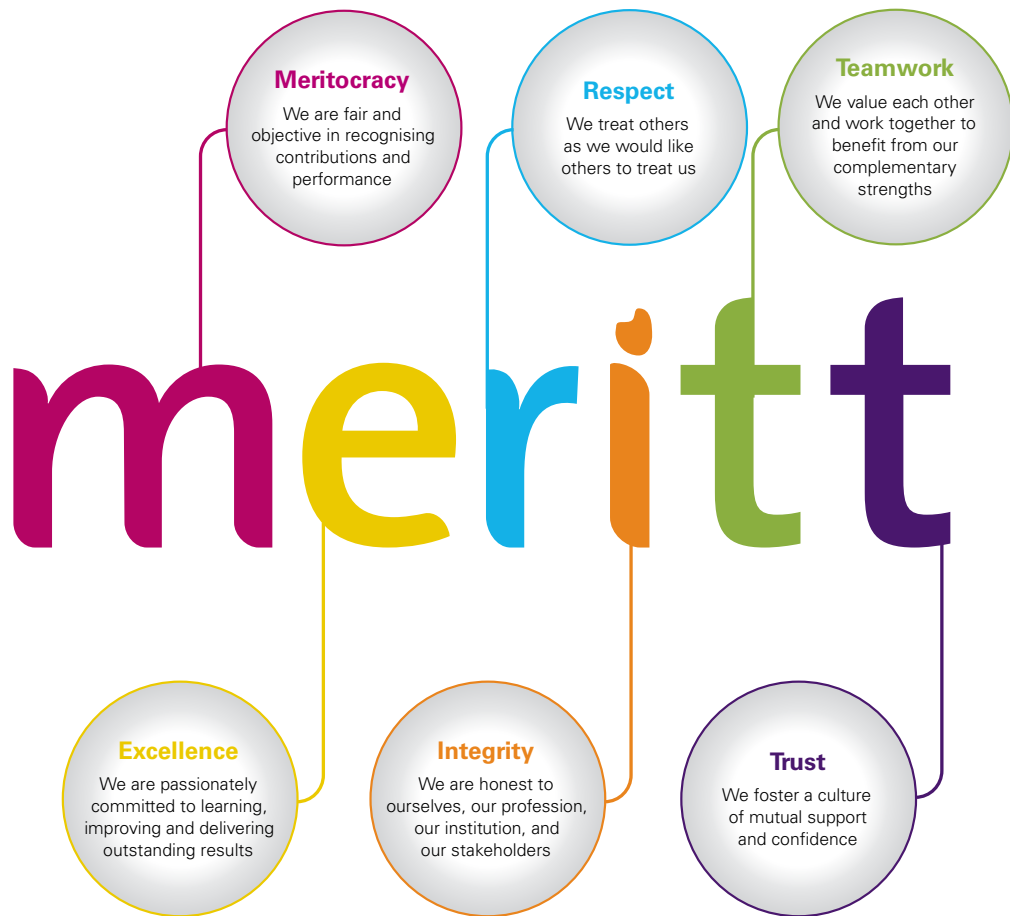 Meritocracy
We are fair and
objective in recognising
contributions and
performance
Respect
We treat others
as we would like
others to treat us
Teamwork
We value each other
and work together to
benefit from our
complementary
strengths
meritt
Excellence
We are passionately
committed to learning,
improving and delivering
outstanding results
Integrity
We are honest to
ourselves, our profession,
our institution, and
our stakeholders
Trust
We foster a culture
of mutual support
and confidence